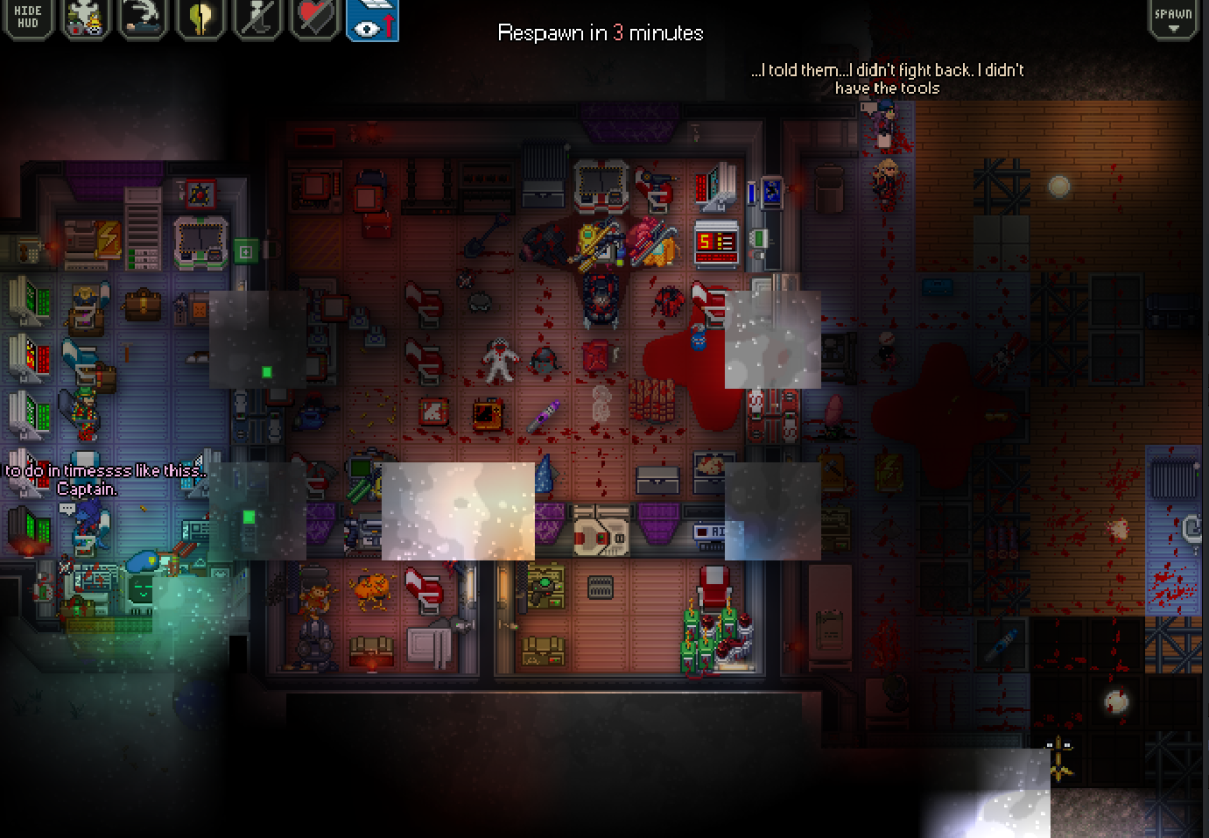 HIDE
HUD
Respawn in 3 minutes
SPAWN
...I told them...I didn't fight back. I didn't
have the tools
to do in timessss like thiss..
Captain.
S
AI